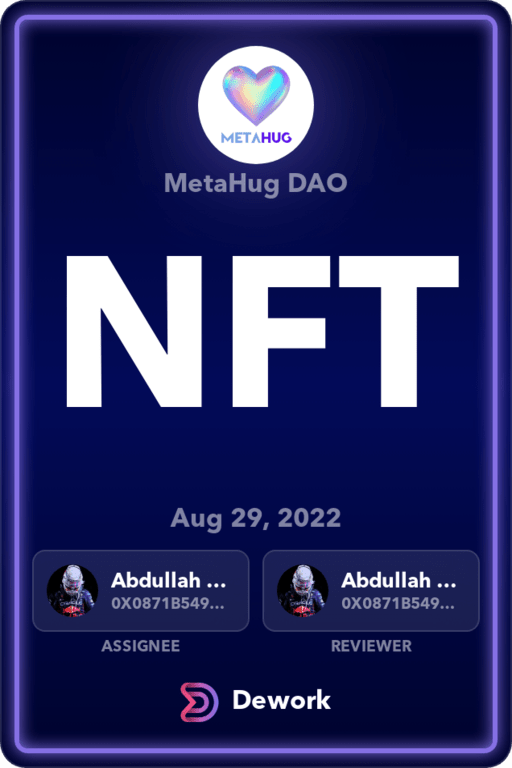 METAHUG
MetaHug DAO
NFT
Aug 29, 2022
Abdullah ...
0X0871B549...
ASSIGNEE
Abdullah ...
0X0871B549...
REVIEWER
Dework